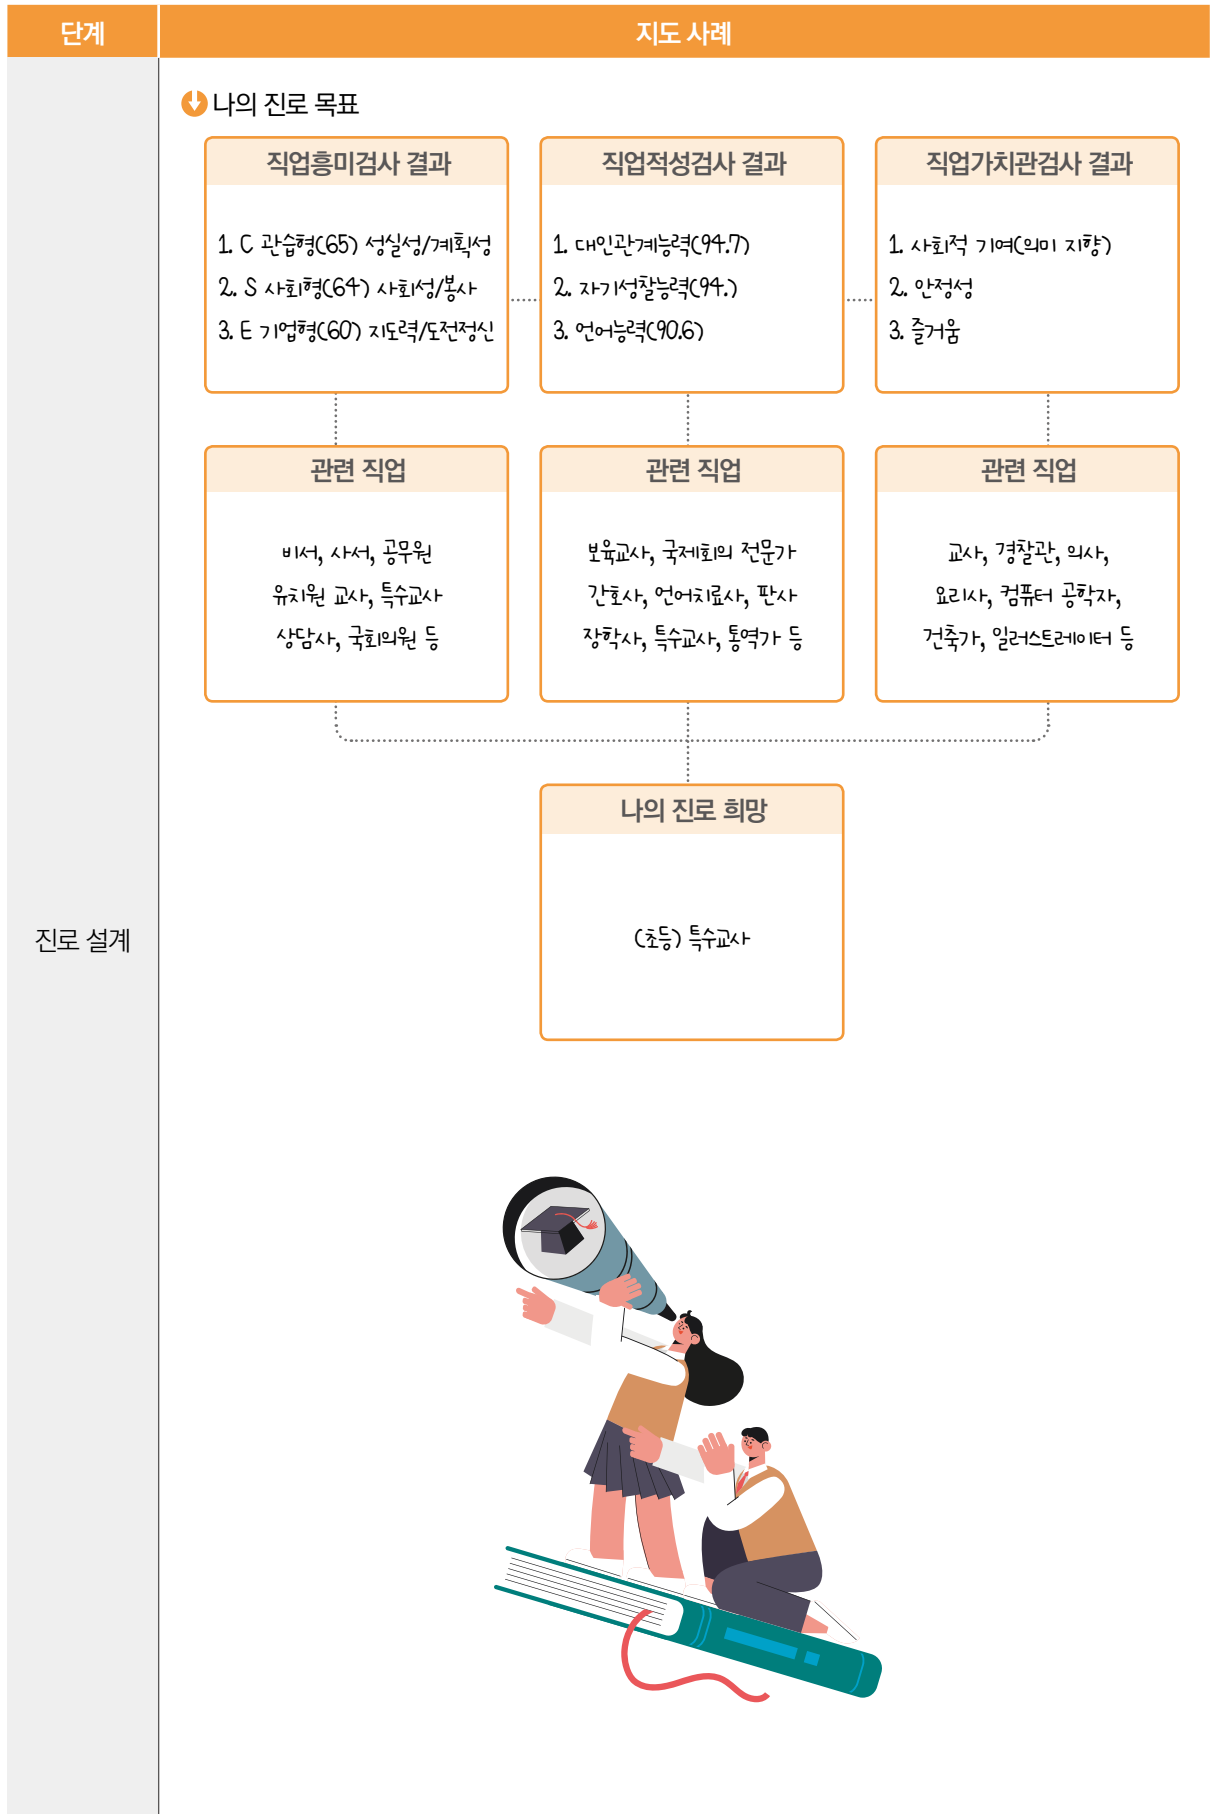 단계
지도 사례
나의 진로 목표
직업흥미검사 결과
1. C 관습형(65) 성실성/계획성
2. S 사회형(64) 사회성/봉사
3. E 기업형(60) 지도력/도전정신
직업적성검사 결과
1. 대인관계능력(94.7)
2. 자기성찰능력(94.)
3. 언어능력(90.6)
직업가치관검사 결과
1. 사회적 기여(의미 지향)
2. 안정성
3. 즐거움
관련 직업
비서, 사서, 공무원
유치원 교사, 특수교사
상담사, 국회의원 등
관련 직업
보육교사, 국제회의 전문가
간호사, 언어치료사, 판사
장학사, 특수교사, 통역가 등
관련 직업
교사, 경찰관, 의사,
요리사, 컴퓨터 공학자,
건축가, 일러스트레이터 등
나의 진로 희망
(초등) 특수교사
진로 설계